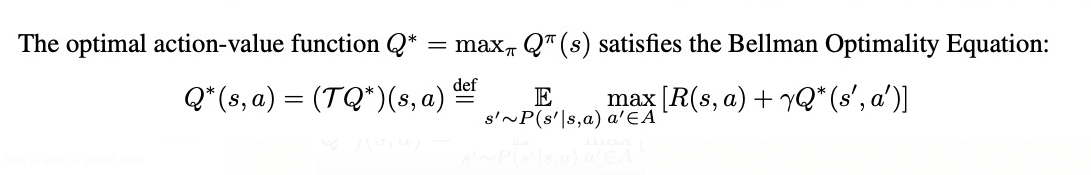 The optimal action-value function Q* = max_π Q^π(s) satisfies the Bellman Optimality Equation:
Q*(s, a) = (𝒯Q*)(s, a) ≝ 𝔼_{s'∼P(s'|s,a)} max_{a'∈A} [R(s, a) + γQ*(s', a')]